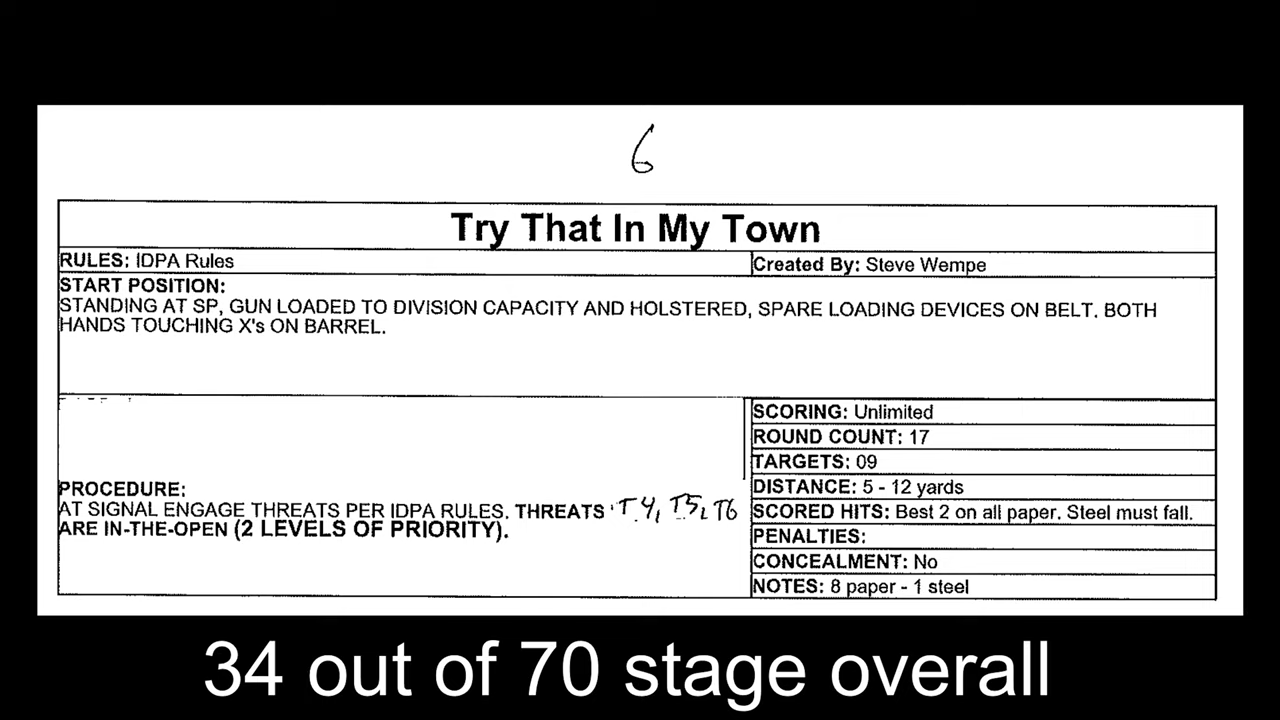 6
Try That In My Town
RULES: IDPA Rules
Created By: Steve Wempe
START POSITION:
STANDING AT SP, GUN LOADED TO DIVISION CAPACITY AND HOLSTERED, SPARE LOADING DEVICES ON BELT. BOTH
HANDS TOUCHING X's ON BARREL.
PROCEDURE:
AT SIGNAL ENGAGE THREATS PER IDPA RULES. THREATS T4, T5, T6
ARE IN-THE-OPEN (2 LEVELS OF PRIORITY).
SCORING: Unlimited
ROUND COUNT: 17
TARGETS: 09
DISTANCE: 5 - 12 yards
SCORED HITS: Best 2 on all paper. Steel must fall.
PENALTIES:
CONCEALMENT: No
NOTES: 8 paper - 1 steel
34 out of 70 stage overall